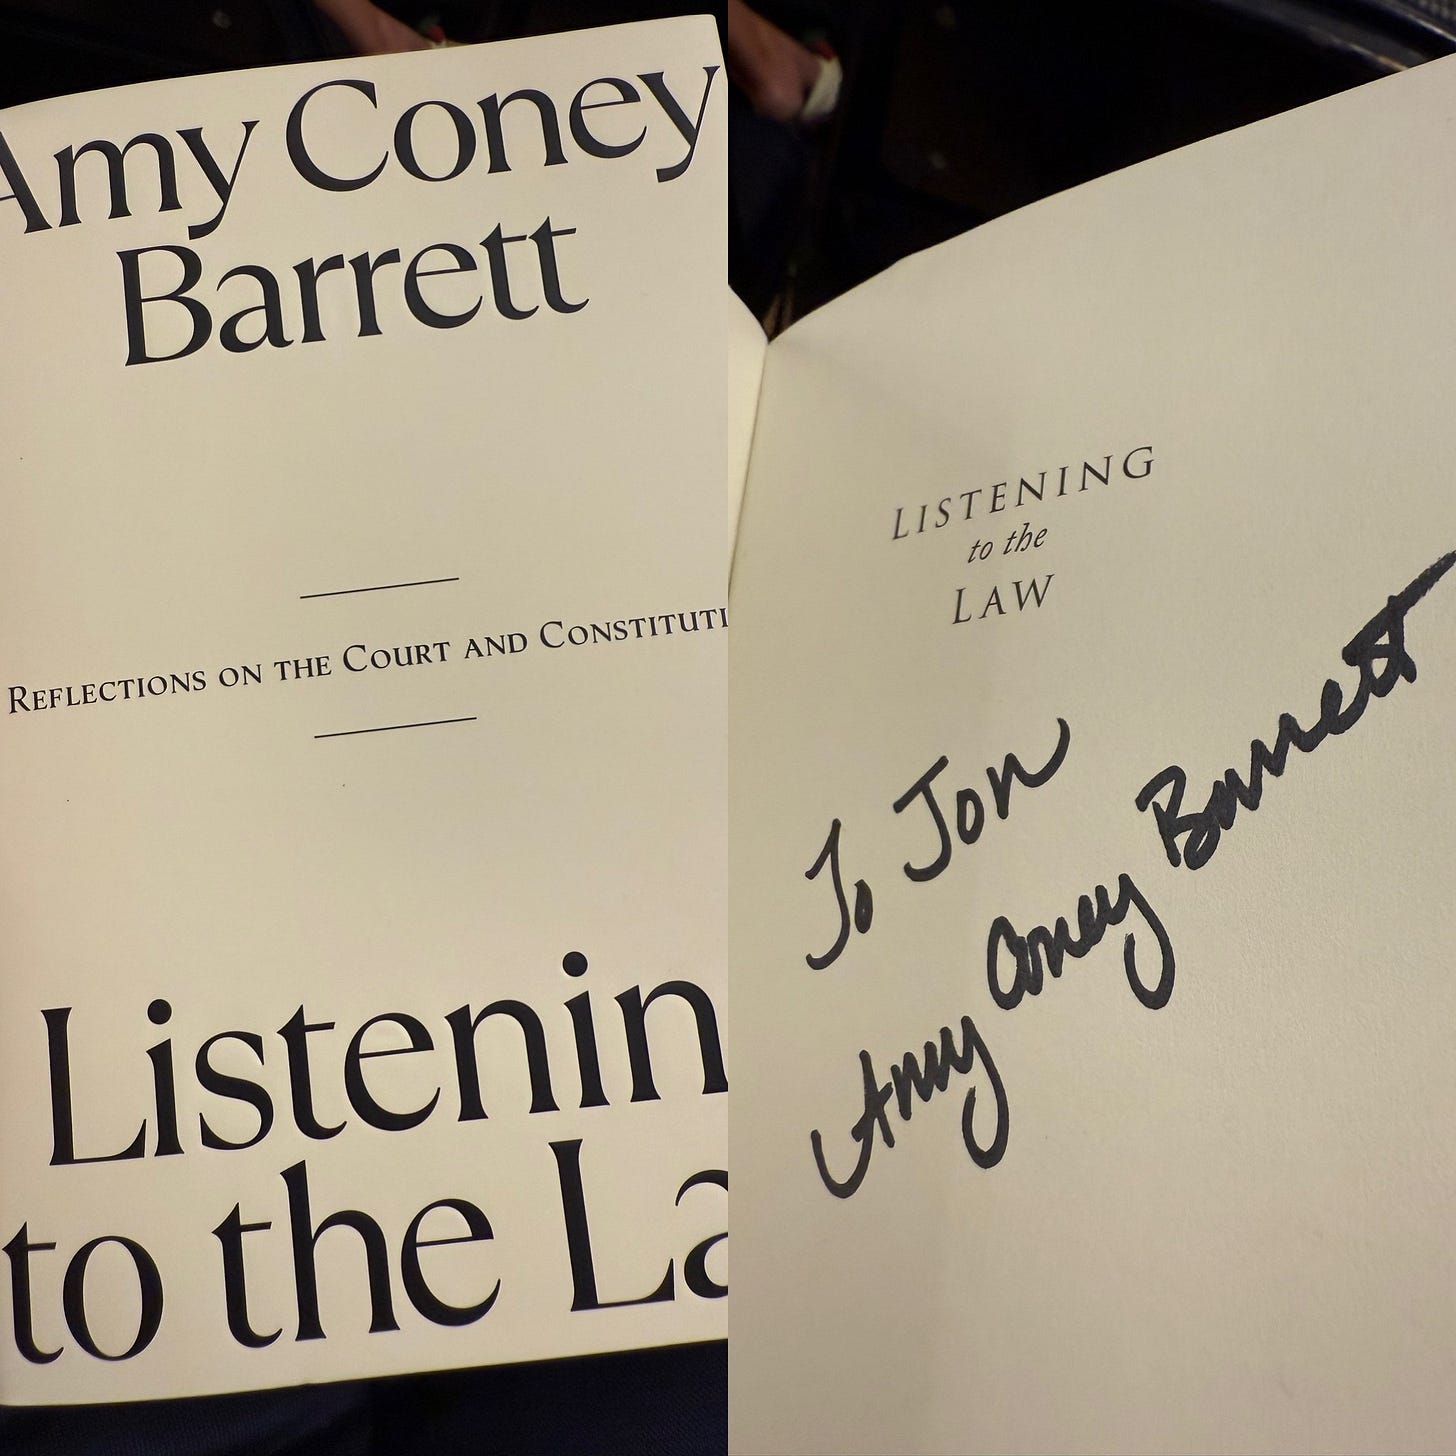 Amy Coney
Barrett
Reflections on the Court and Constituti
Listenin
to the La
LISTENING
to the
LAW
To Jon
Amy Coney Barrett